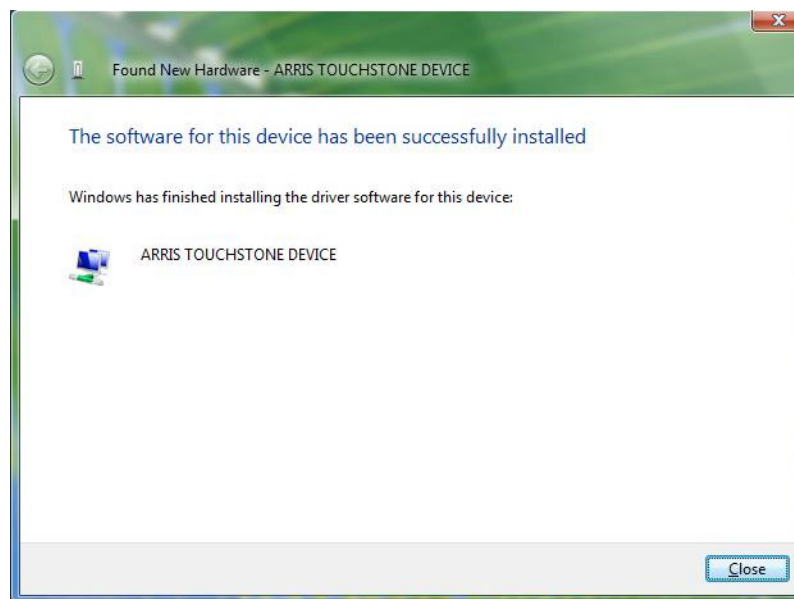 Found New Hardware - ARRIS TOUCHSTONE DEVICE
The software for this device has been successfully installed
Windows has finished installing the driver software for this device:
ARRIS TOUCHSTONE DEVICE
Close